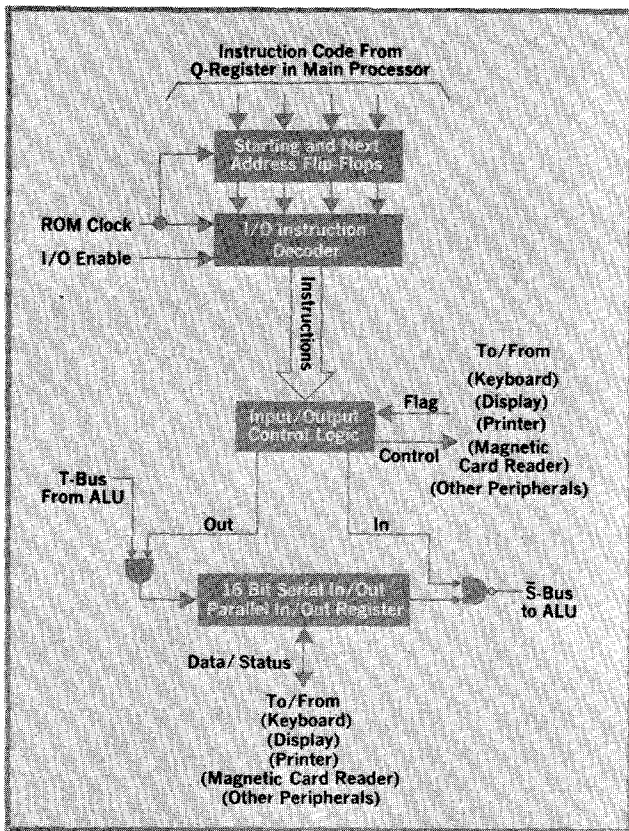 Instruction Code From
Q-Register in Main Processor
Starting and Next
Address Flip-Flops
ROM Clock
I/O Instruction
Decoder
I/O Enable
Instructions
To/From
(Keyboard)
(Display)
(Printer)
(Magnetic
Card Reader)
(Other Peripherals)
Flag
Input/Output
Control Logic
Control
T-Bus
From ALU
Out
In
16 Bit Serial In/Out
Parallel In/Out Register
S̅-Bus
to ALU
Data/Status
To/From
(Keyboard)
(Display)
(Printer)
(Magnetic Card Reader)
(Other Peripherals)